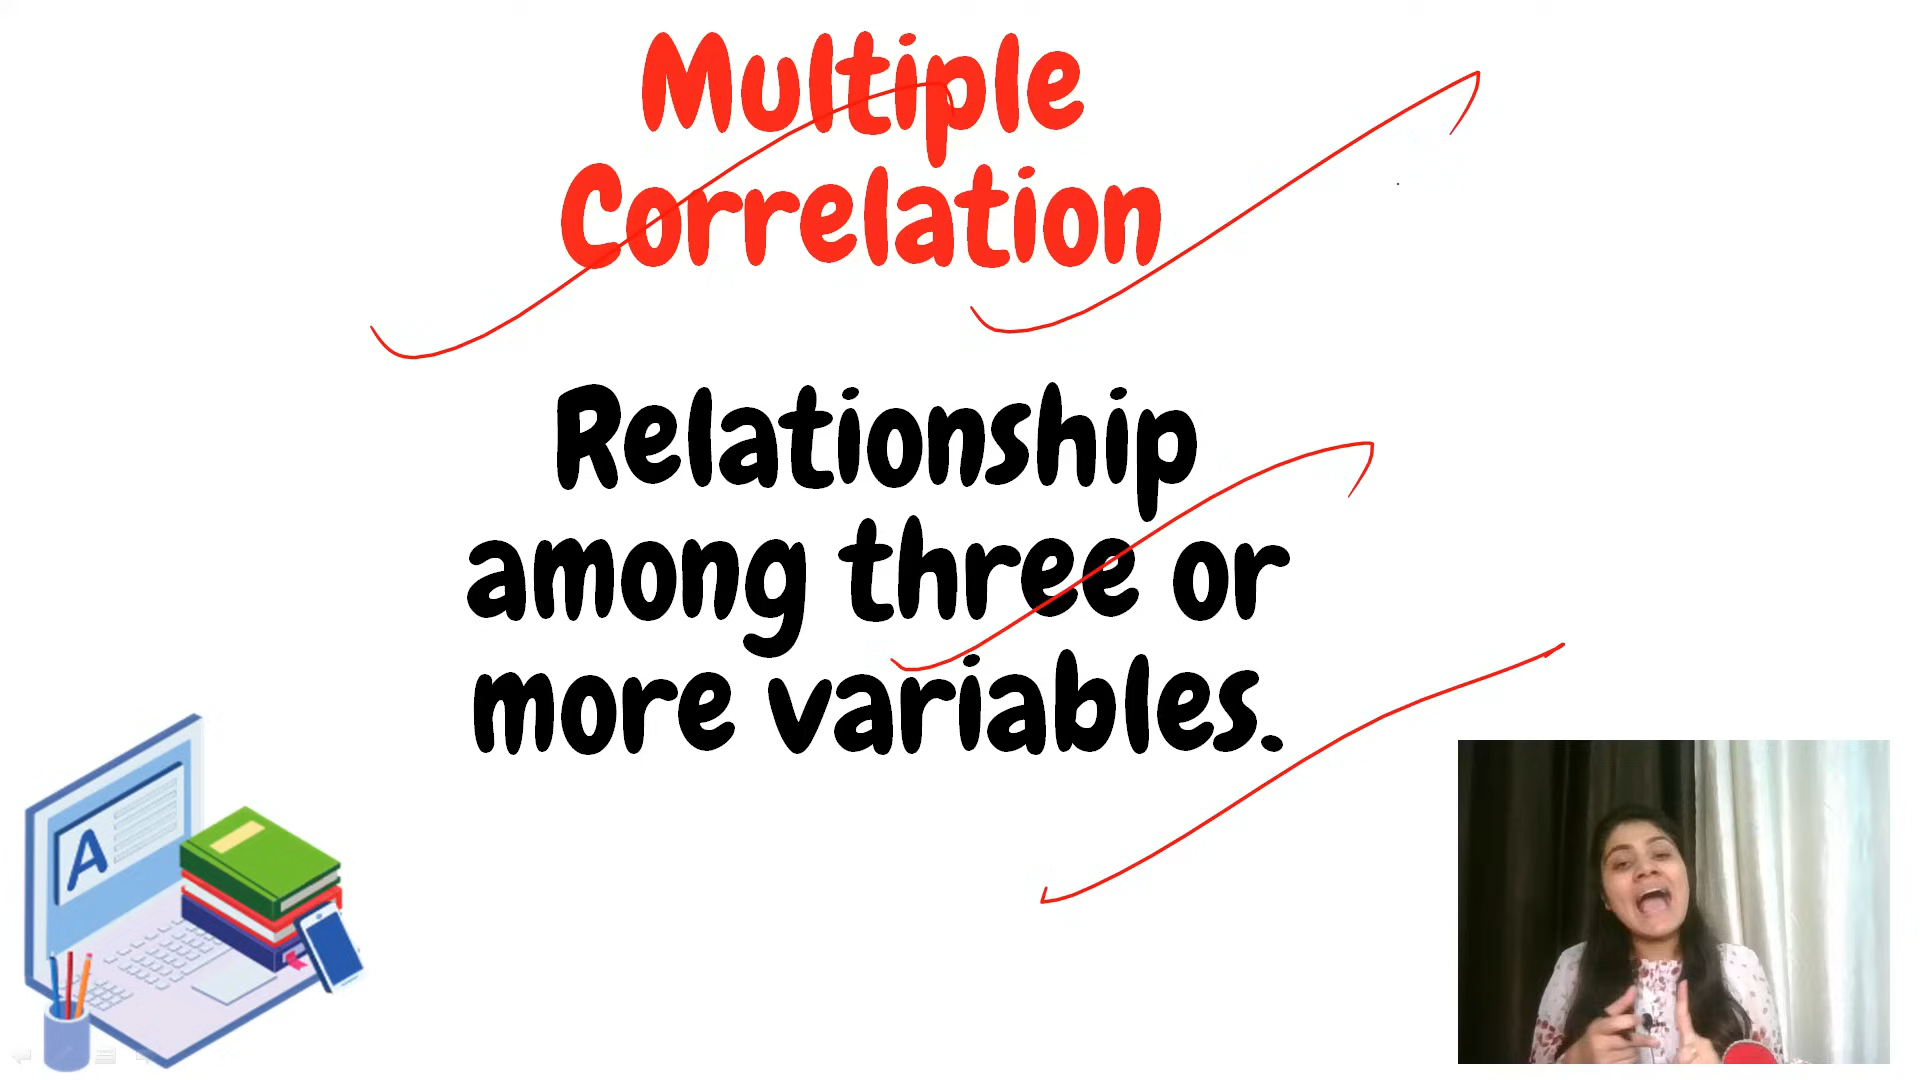 Multiple
Correlation
Relationship
among three or
more variables.
A